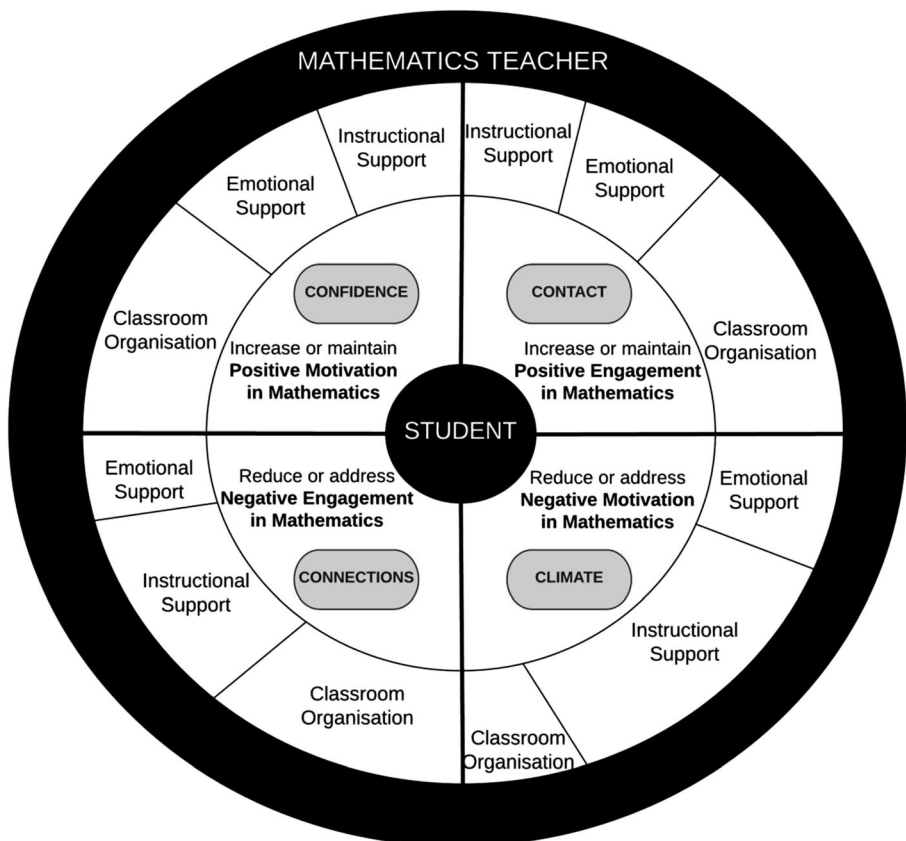 MATHEMATICS TEACHER
Instructional
Support
Instructional
Support
Emotional
Support
Emotional
Support
Classroom
Organisation
Classroom
Organisation
CONFIDENCE
Increase or maintain
Positive Motivation
in Mathematics
CONTACT
Increase or maintain
Positive Engagement
in Mathematics
STUDENT
Emotional
Support
Reduce or address
Negative Engagement
in Mathematics
CONNECTIONS
Reduce or address
Negative Motivation
in Mathematics
CLIMATE
Emotional
Support
Instructional
Support
Instructional
Support
Classroom
Organisation
Classroom
Organisation